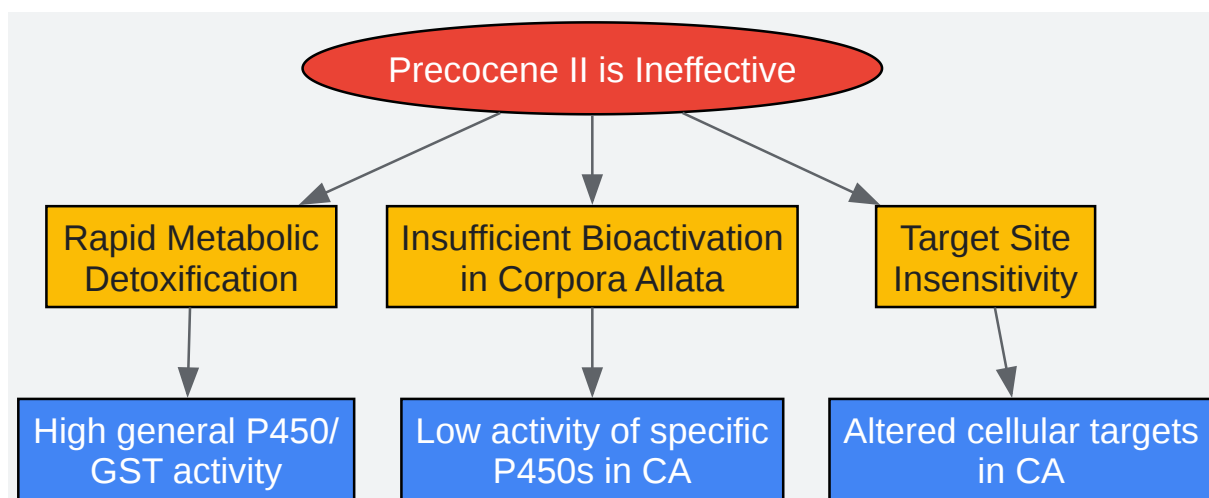 Precocene II is Ineffective
Rapid Metabolic
Detoxification
Insufficient Bioactivation
in Corpora Allata
Target Site
Insensitivity
High general P450/
GST activity
Low activity of specific
P450s in CA
Altered cellular targets
in CA